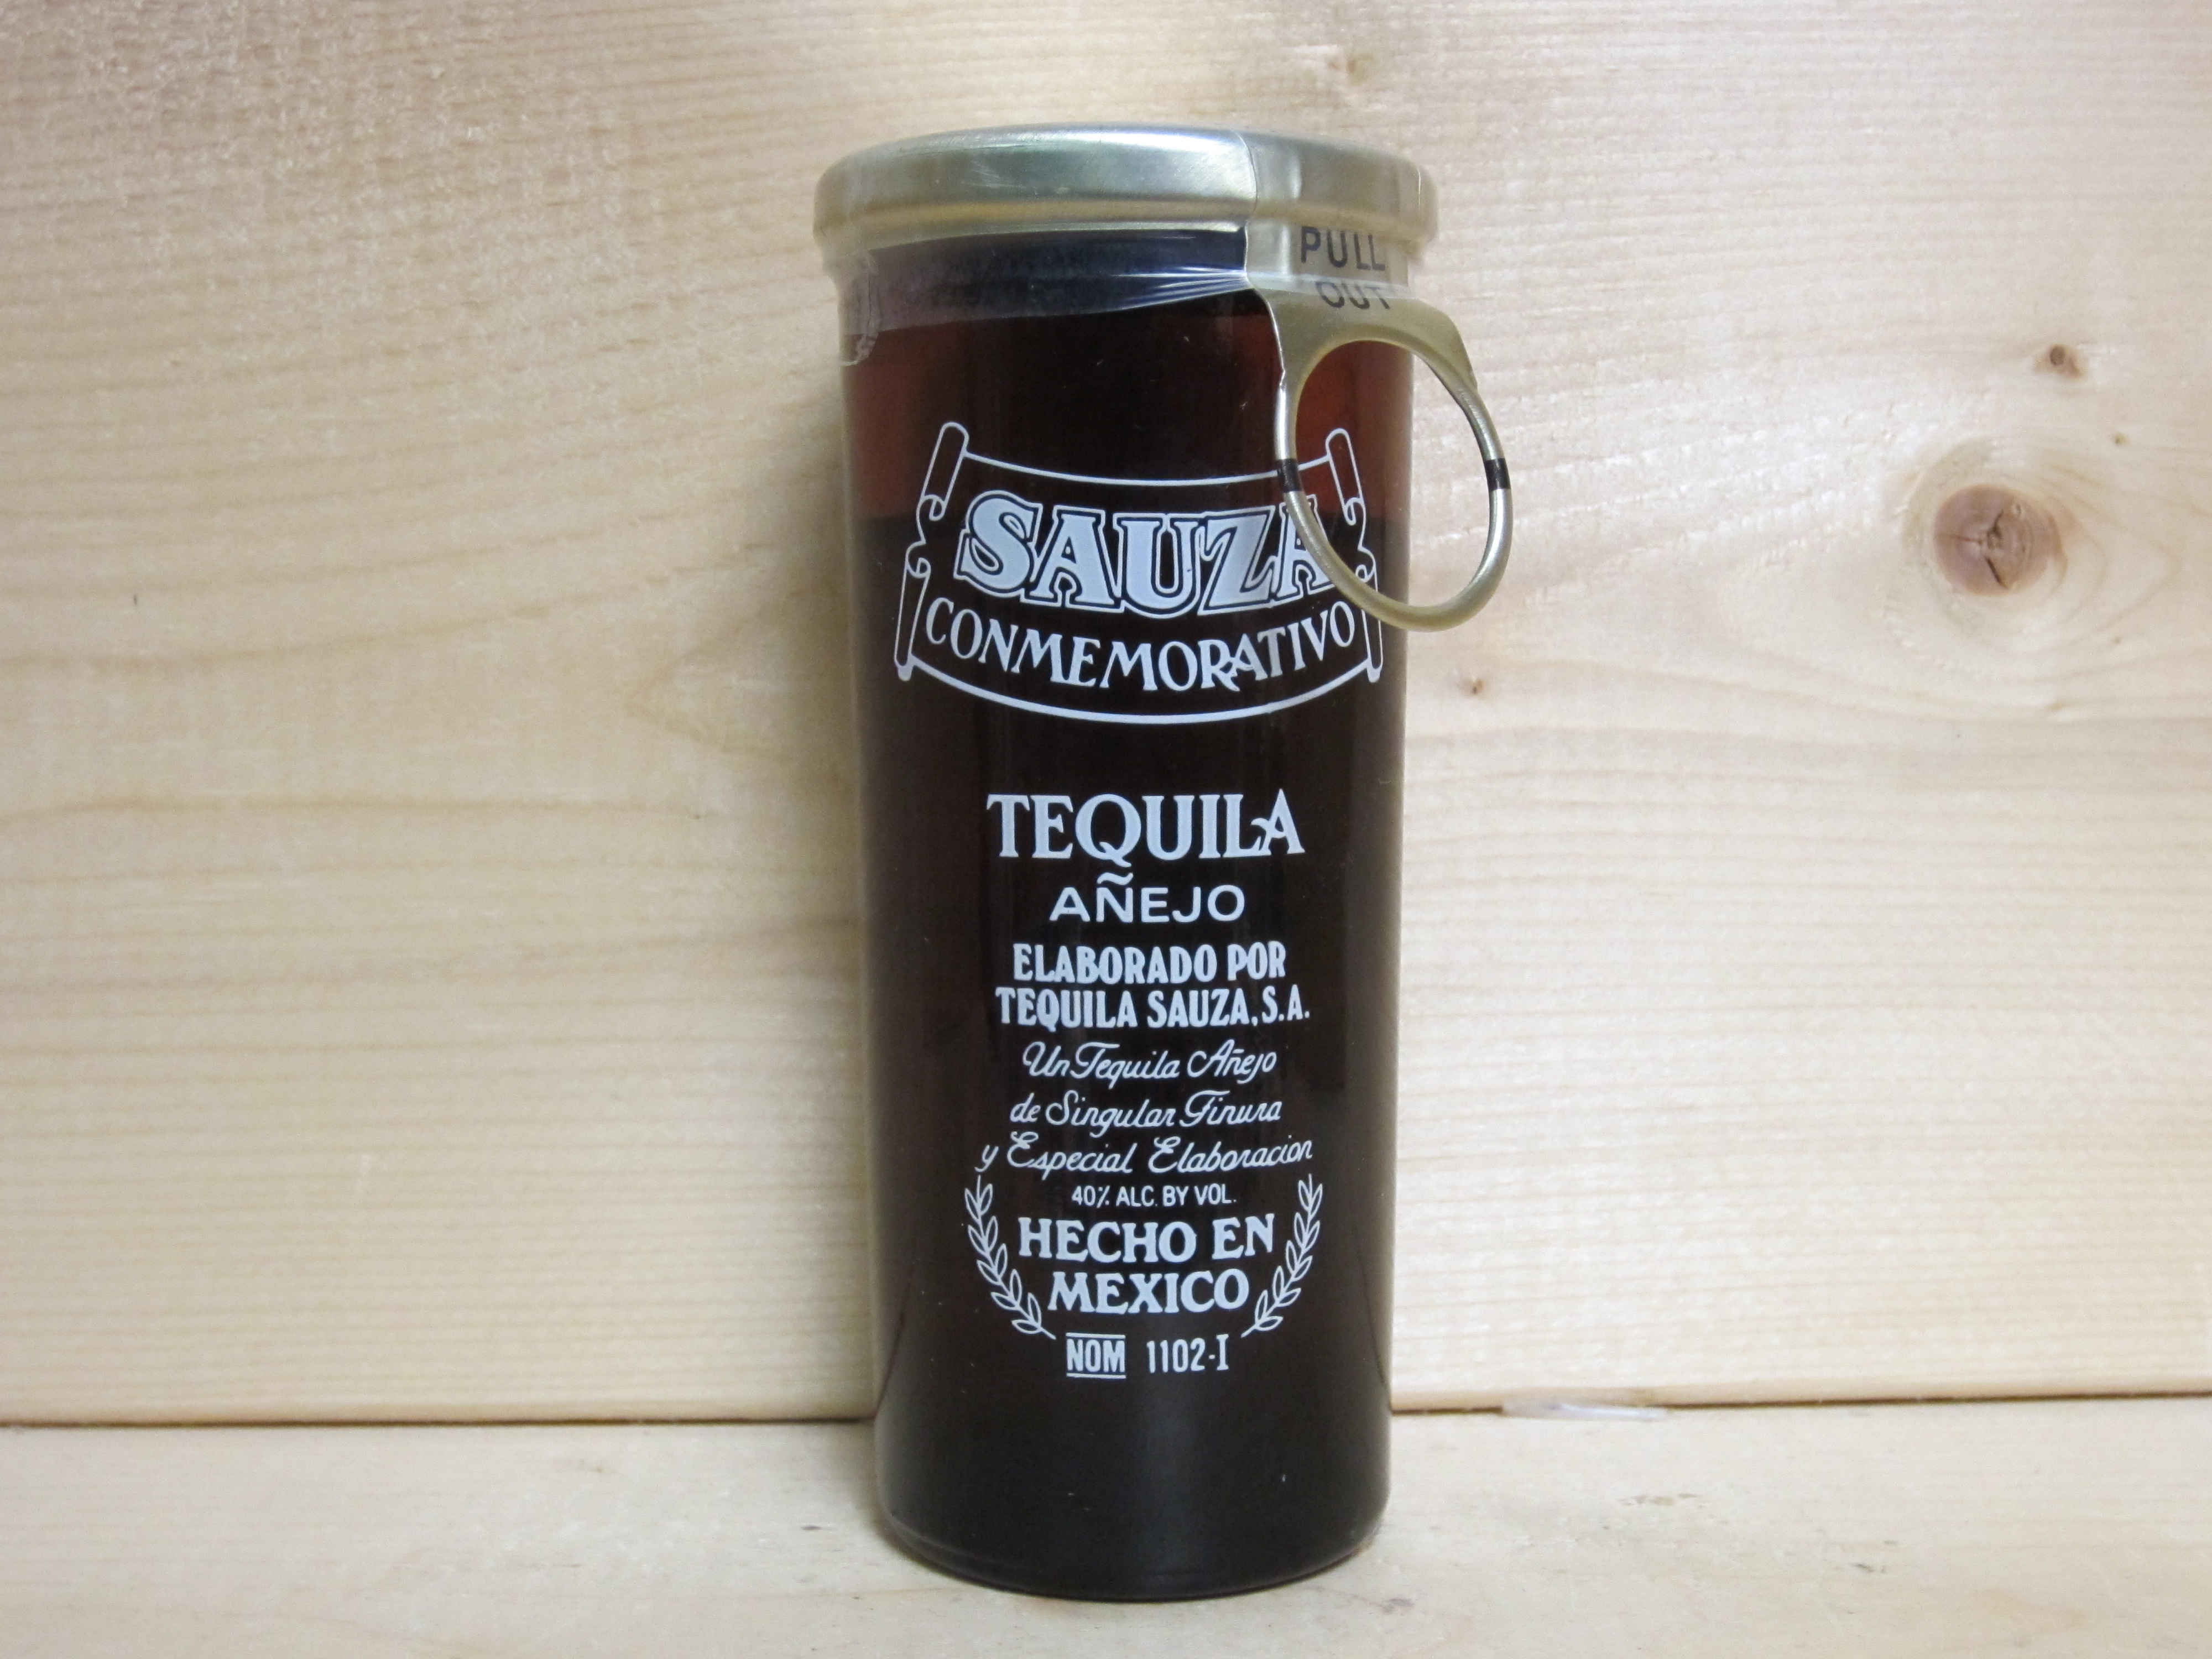 PULL
OUT
SAUZA
CONMEMORATIVO
TEQUILA
AÑEJO
ELABORADO POR
TEQUILA SAUZA, S.A.
Un Tequila Añejo
de Singular Finura
y Especial Elaboracion
40% ALC. BY VOL.
HECHO EN
MEXICO
NOM 1102-I